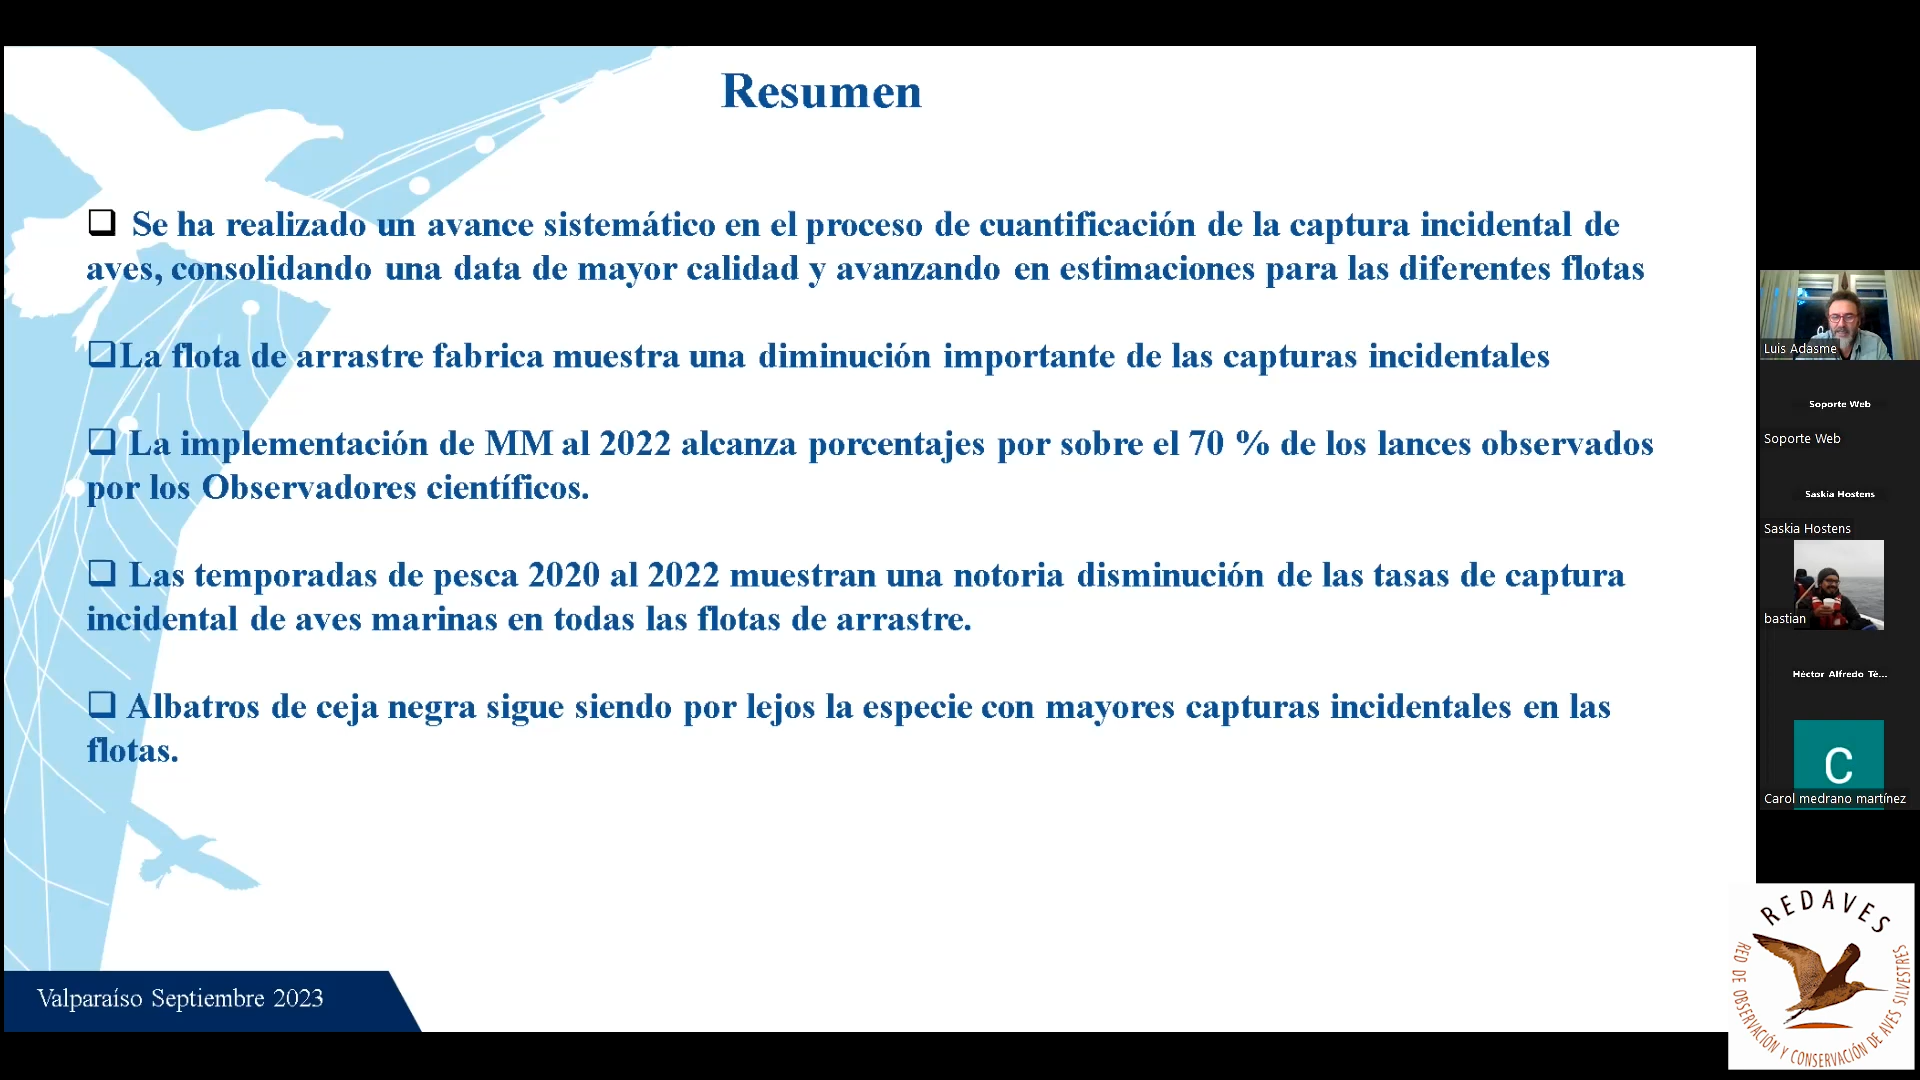 Resumen
Se ha realizado un avance sistemático en el proceso de cuantificación de la captura incidental de
aves, consolidando una data de mayor calidad y avanzando en estimaciones para las diferentes flotas
La flota de arrastre fabrica muestra una diminución importante de las capturas incidentales
La implementación de MM al 2022 alcanza porcentajes por sobre el 70 % de los lances observados
por los Observadores científicos.
Las temporadas de pesca 2020 al 2022 muestran una notoria disminución de las tasas de captura
incidental de aves marinas en todas las flotas de arrastre.
Albatros de ceja negra sigue siendo por lejos la especie con mayores capturas incidentales en las
flotas.
Valparaíso Septiembre 2023
Luis Adasme
Soporte Web
Soporte Web
Saskia Hostens
Saskia Hostens
bastian
Héctor Alfredo Té...
C
Carol medrano martínez
REDAVES
RED DE OBSERVACIÓN Y CONSERVACIÓN DE AVES SILVESTRES